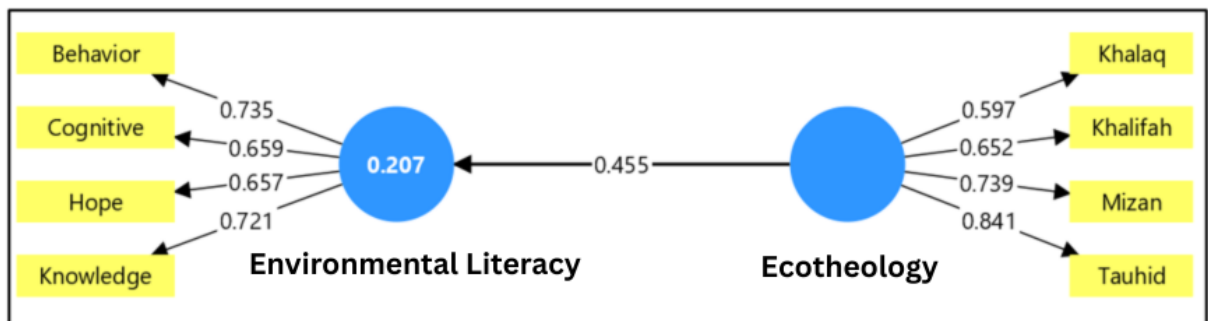 Behavior
Cognitive
Hope
Knowledge
0.735
0.659
0.657
0.721
0.207
Environmental Literacy
0.455
Ecotheology
0.597
0.652
0.739
0.841
Khalaq
Khalifah
Mizan
Tauhid